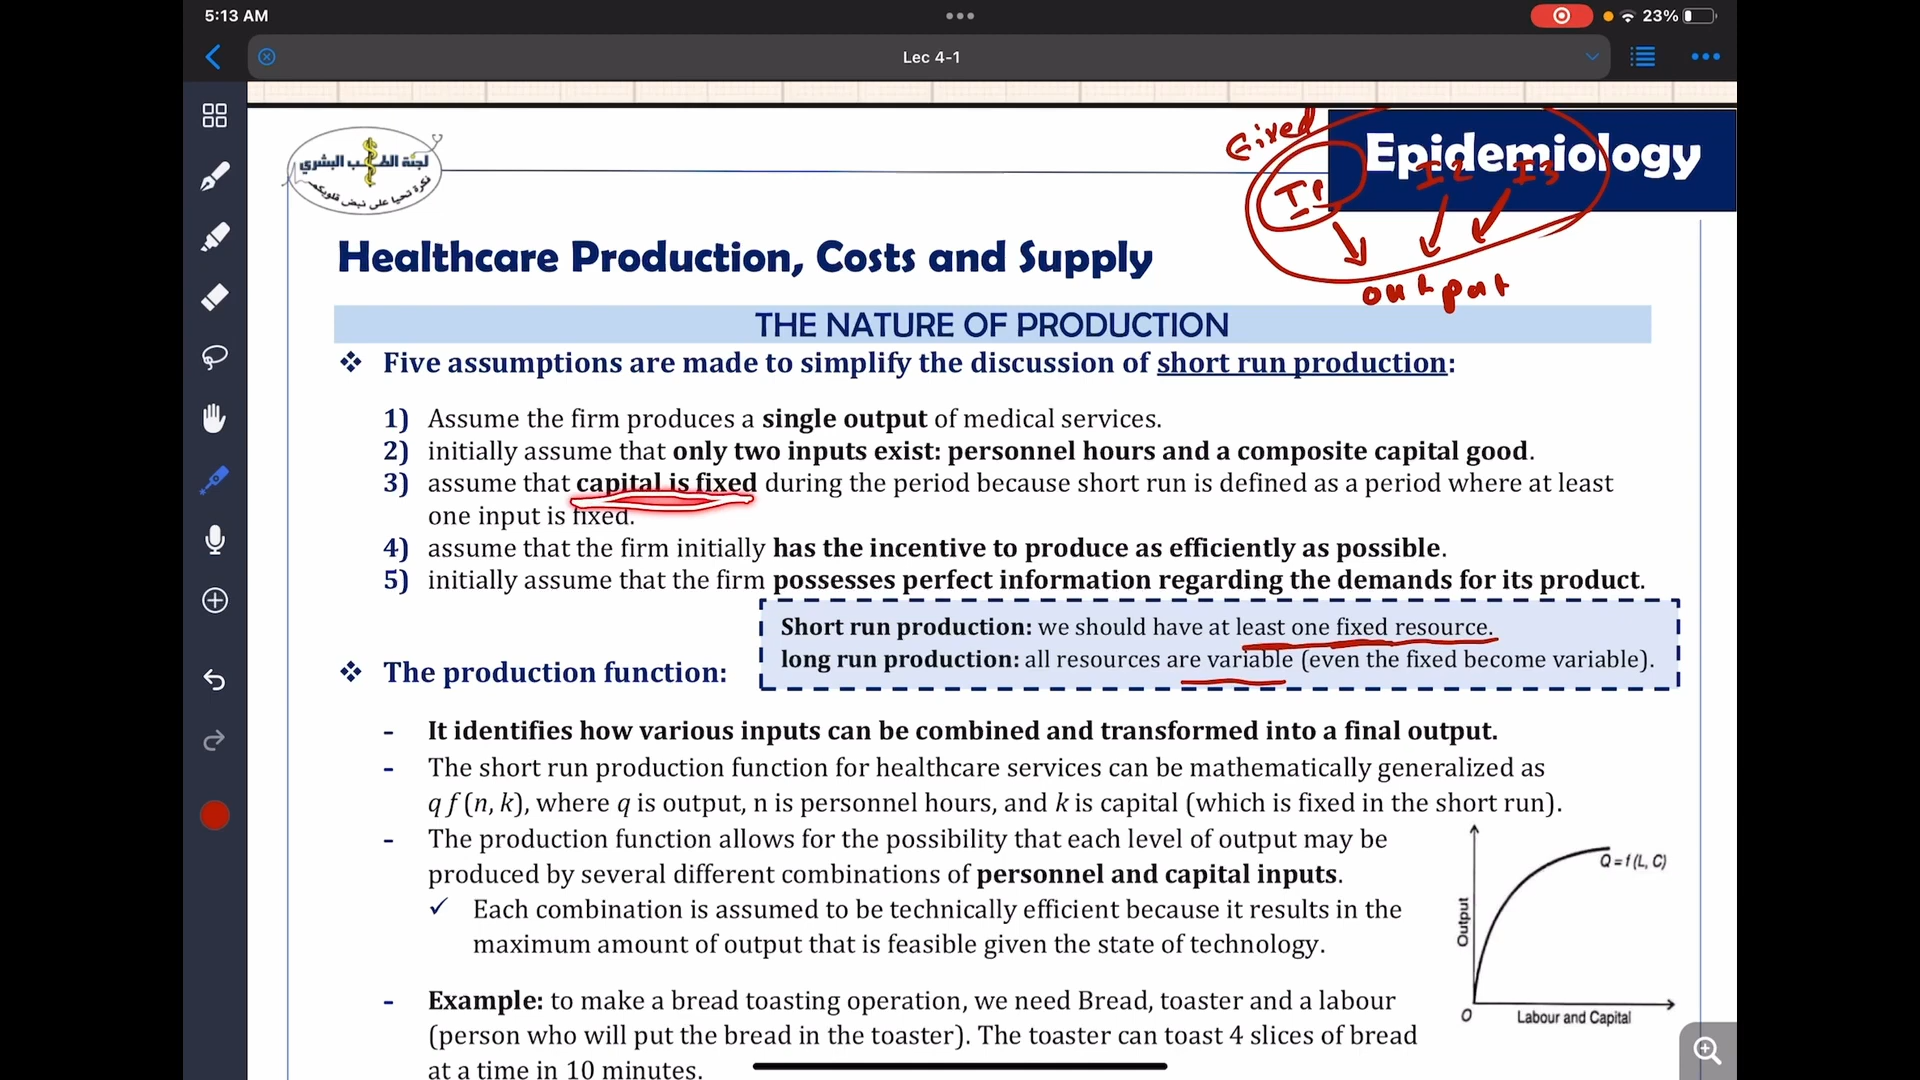 5:13 AM
23%
Lec 4-1
لجنة الطب البشري
فكرة تحيا على نبض قلوبكم
Epidemiology
Fixed
I1 I2 I3
output
Healthcare Production, Costs and Supply
THE NATURE OF PRODUCTION
❖ Five assumptions are made to simplify the discussion of short run production:
1) Assume the firm produces a single output of medical services.
2) initially assume that only two inputs exist: personnel hours and a composite capital good.
3) assume that capital is fixed during the period because short run is defined as a period where at least
one input is fixed.
4) assume that the firm initially has the incentive to produce as efficiently as possible.
5) initially assume that the firm possesses perfect information regarding the demands for its product.
Short run production: we should have at least one fixed resource.
long run production: all resources are variable (even the fixed become variable).
❖ The production function:
- It identifies how various inputs can be combined and transformed into a final output.
- The short run production function for healthcare services can be mathematically generalized as
q f (n, k), where q is output, n is personnel hours, and k is capital (which is fixed in the short run).
- The production function allows for the possibility that each level of output may be
produced by several different combinations of personnel and capital inputs.
✓ Each combination is assumed to be technically efficient because it results in the
maximum amount of output that is feasible given the state of technology.
Q = f (L, C)
Output
O
Labour and Capital
- Example: to make a bread toasting operation, we need Bread, toaster and a labour
(person who will put the bread in the toaster). The toaster can toast 4 slices of bread
at a time in 10 minutes.